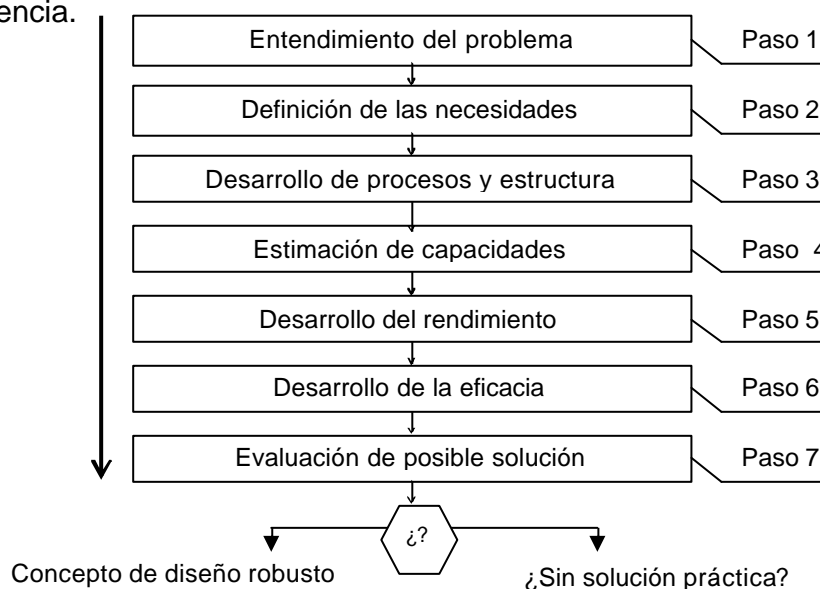 encia.
Entendimiento del problema Paso 1
Definición de las necesidades Paso 2
Desarrollo de procesos y estructura Paso 3
Estimación de capacidades Paso 4
Desarrollo del rendimiento Paso 5
Desarrollo de la eficacia Paso 6
Evaluación de posible solución Paso 7
¿?
Concepto de diseño robusto ¿Sin solución práctica?